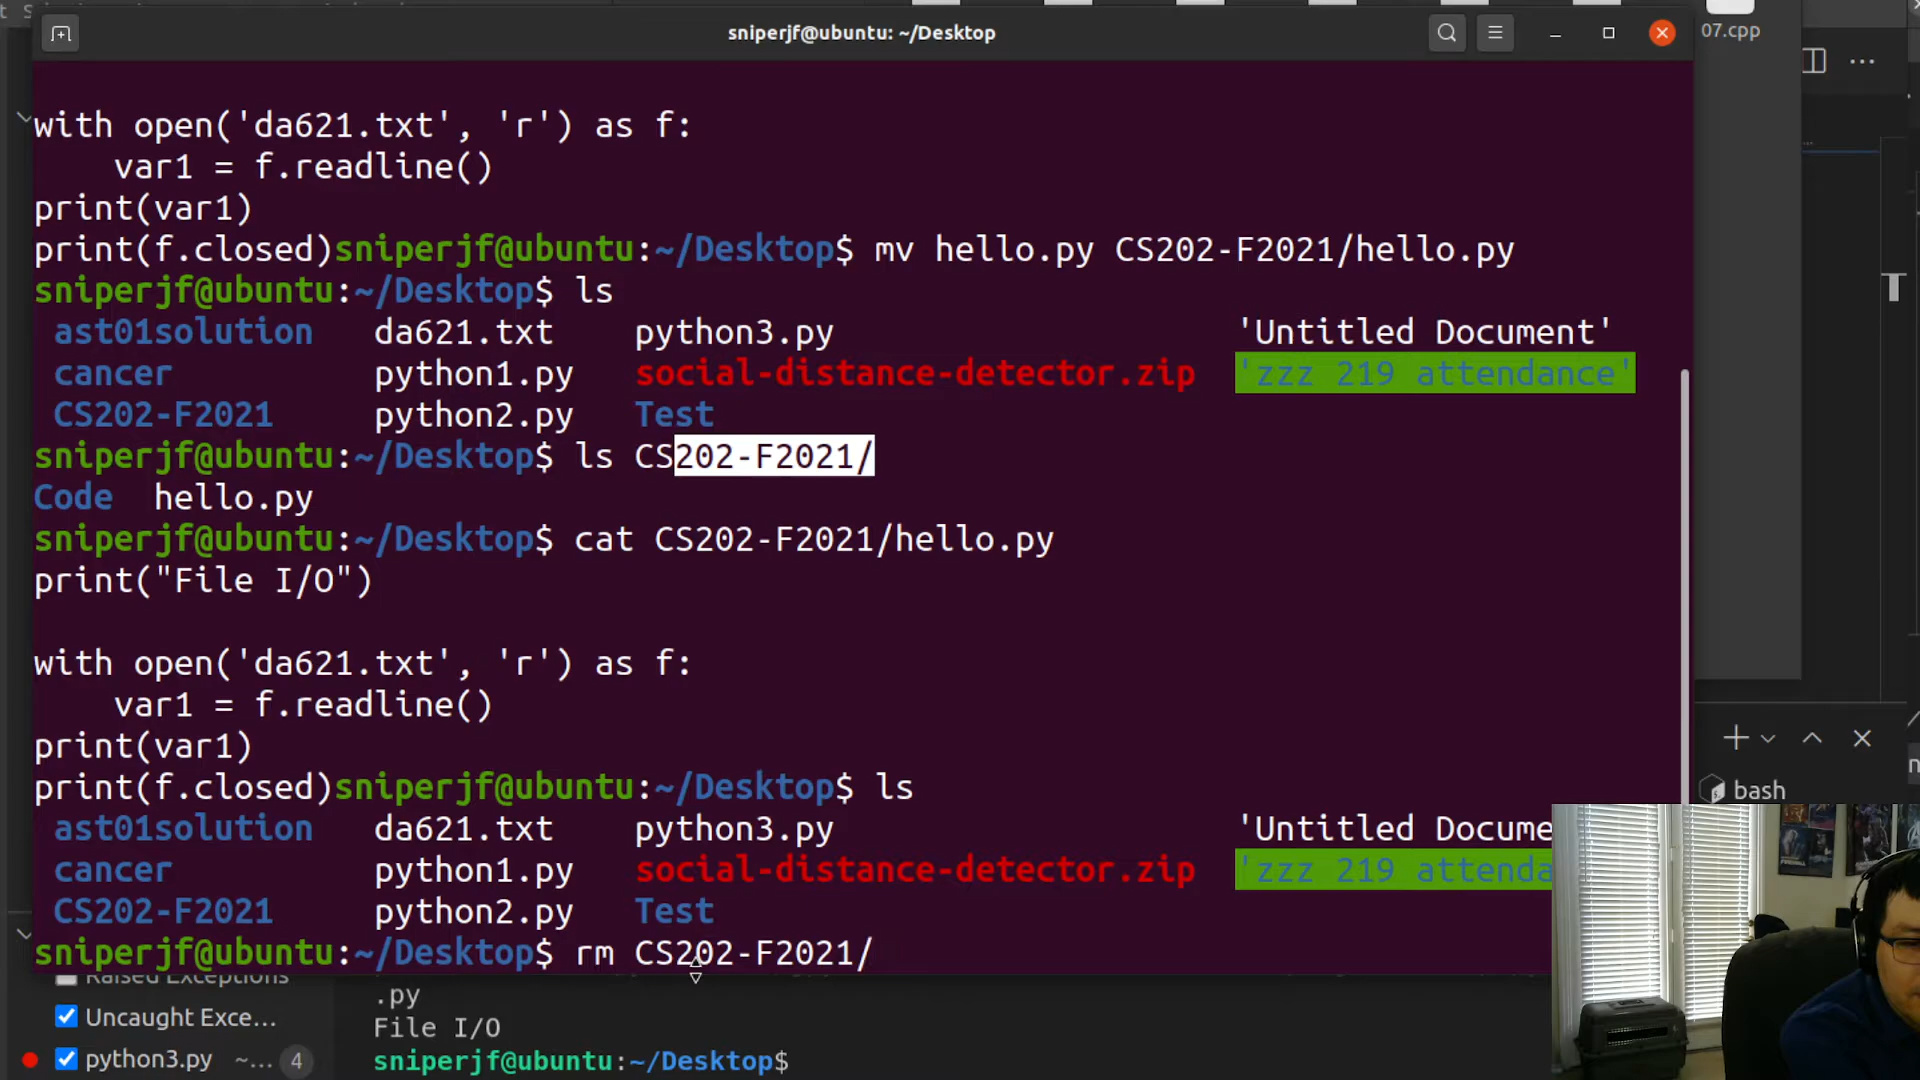 sniperjf@ubuntu: ~/Desktop
07.cpp
with open('da621.txt', 'r') as f:
    var1 = f.readline()
print(var1)
print(f.closed)sniperjf@ubuntu:~/Desktop$ mv hello.py CS202-F2021/hello.py
sniperjf@ubuntu:~/Desktop$ ls
ast01solution da621.txt python3.py 'Untitled Document'
cancer python1.py social-distance-detector.zip 'zzz 219 attendance'
CS202-F2021 python2.py Test
sniperjf@ubuntu:~/Desktop$ ls CS202-F2021/
Code hello.py
sniperjf@ubuntu:~/Desktop$ cat CS202-F2021/hello.py
print("File I/O")
with open('da621.txt', 'r') as f:
    var1 = f.readline()
print(var1)
print(f.closed)sniperjf@ubuntu:~/Desktop$ ls
ast01solution da621.txt python3.py 'Untitled Docume
cancer python1.py social-distance-detector.zip 'zzz 219 attenda
CS202-F2021 python2.py Test
sniperjf@ubuntu:~/Desktop$ rm CS202-F2021/
bash
Raised Exceptions
Uncaught Exce...
python3.py ~... 4
.py
File I/O
sniperjf@ubuntu:~/Desktop$